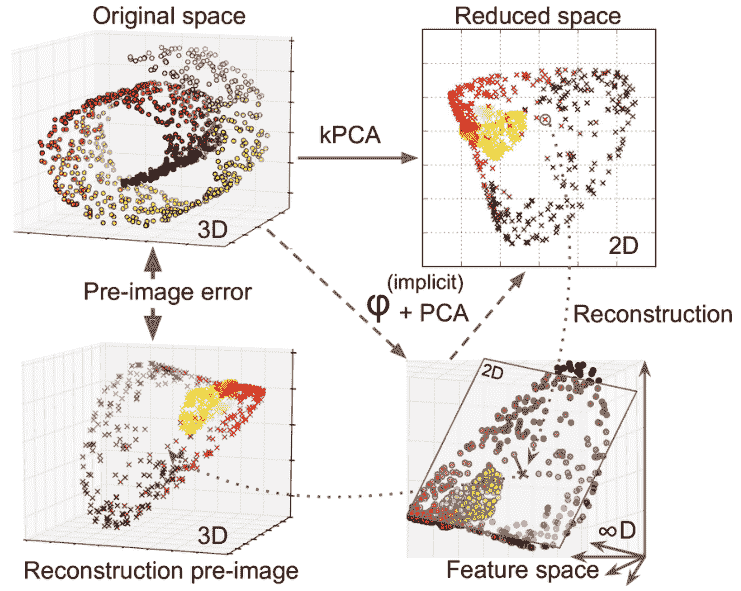 Original space
Reduced space
kPCA
3D
2D
Pre-image error
(implicit)
φ + PCA
Reconstruction
2D
3D
∞D
Reconstruction pre-image
Feature space